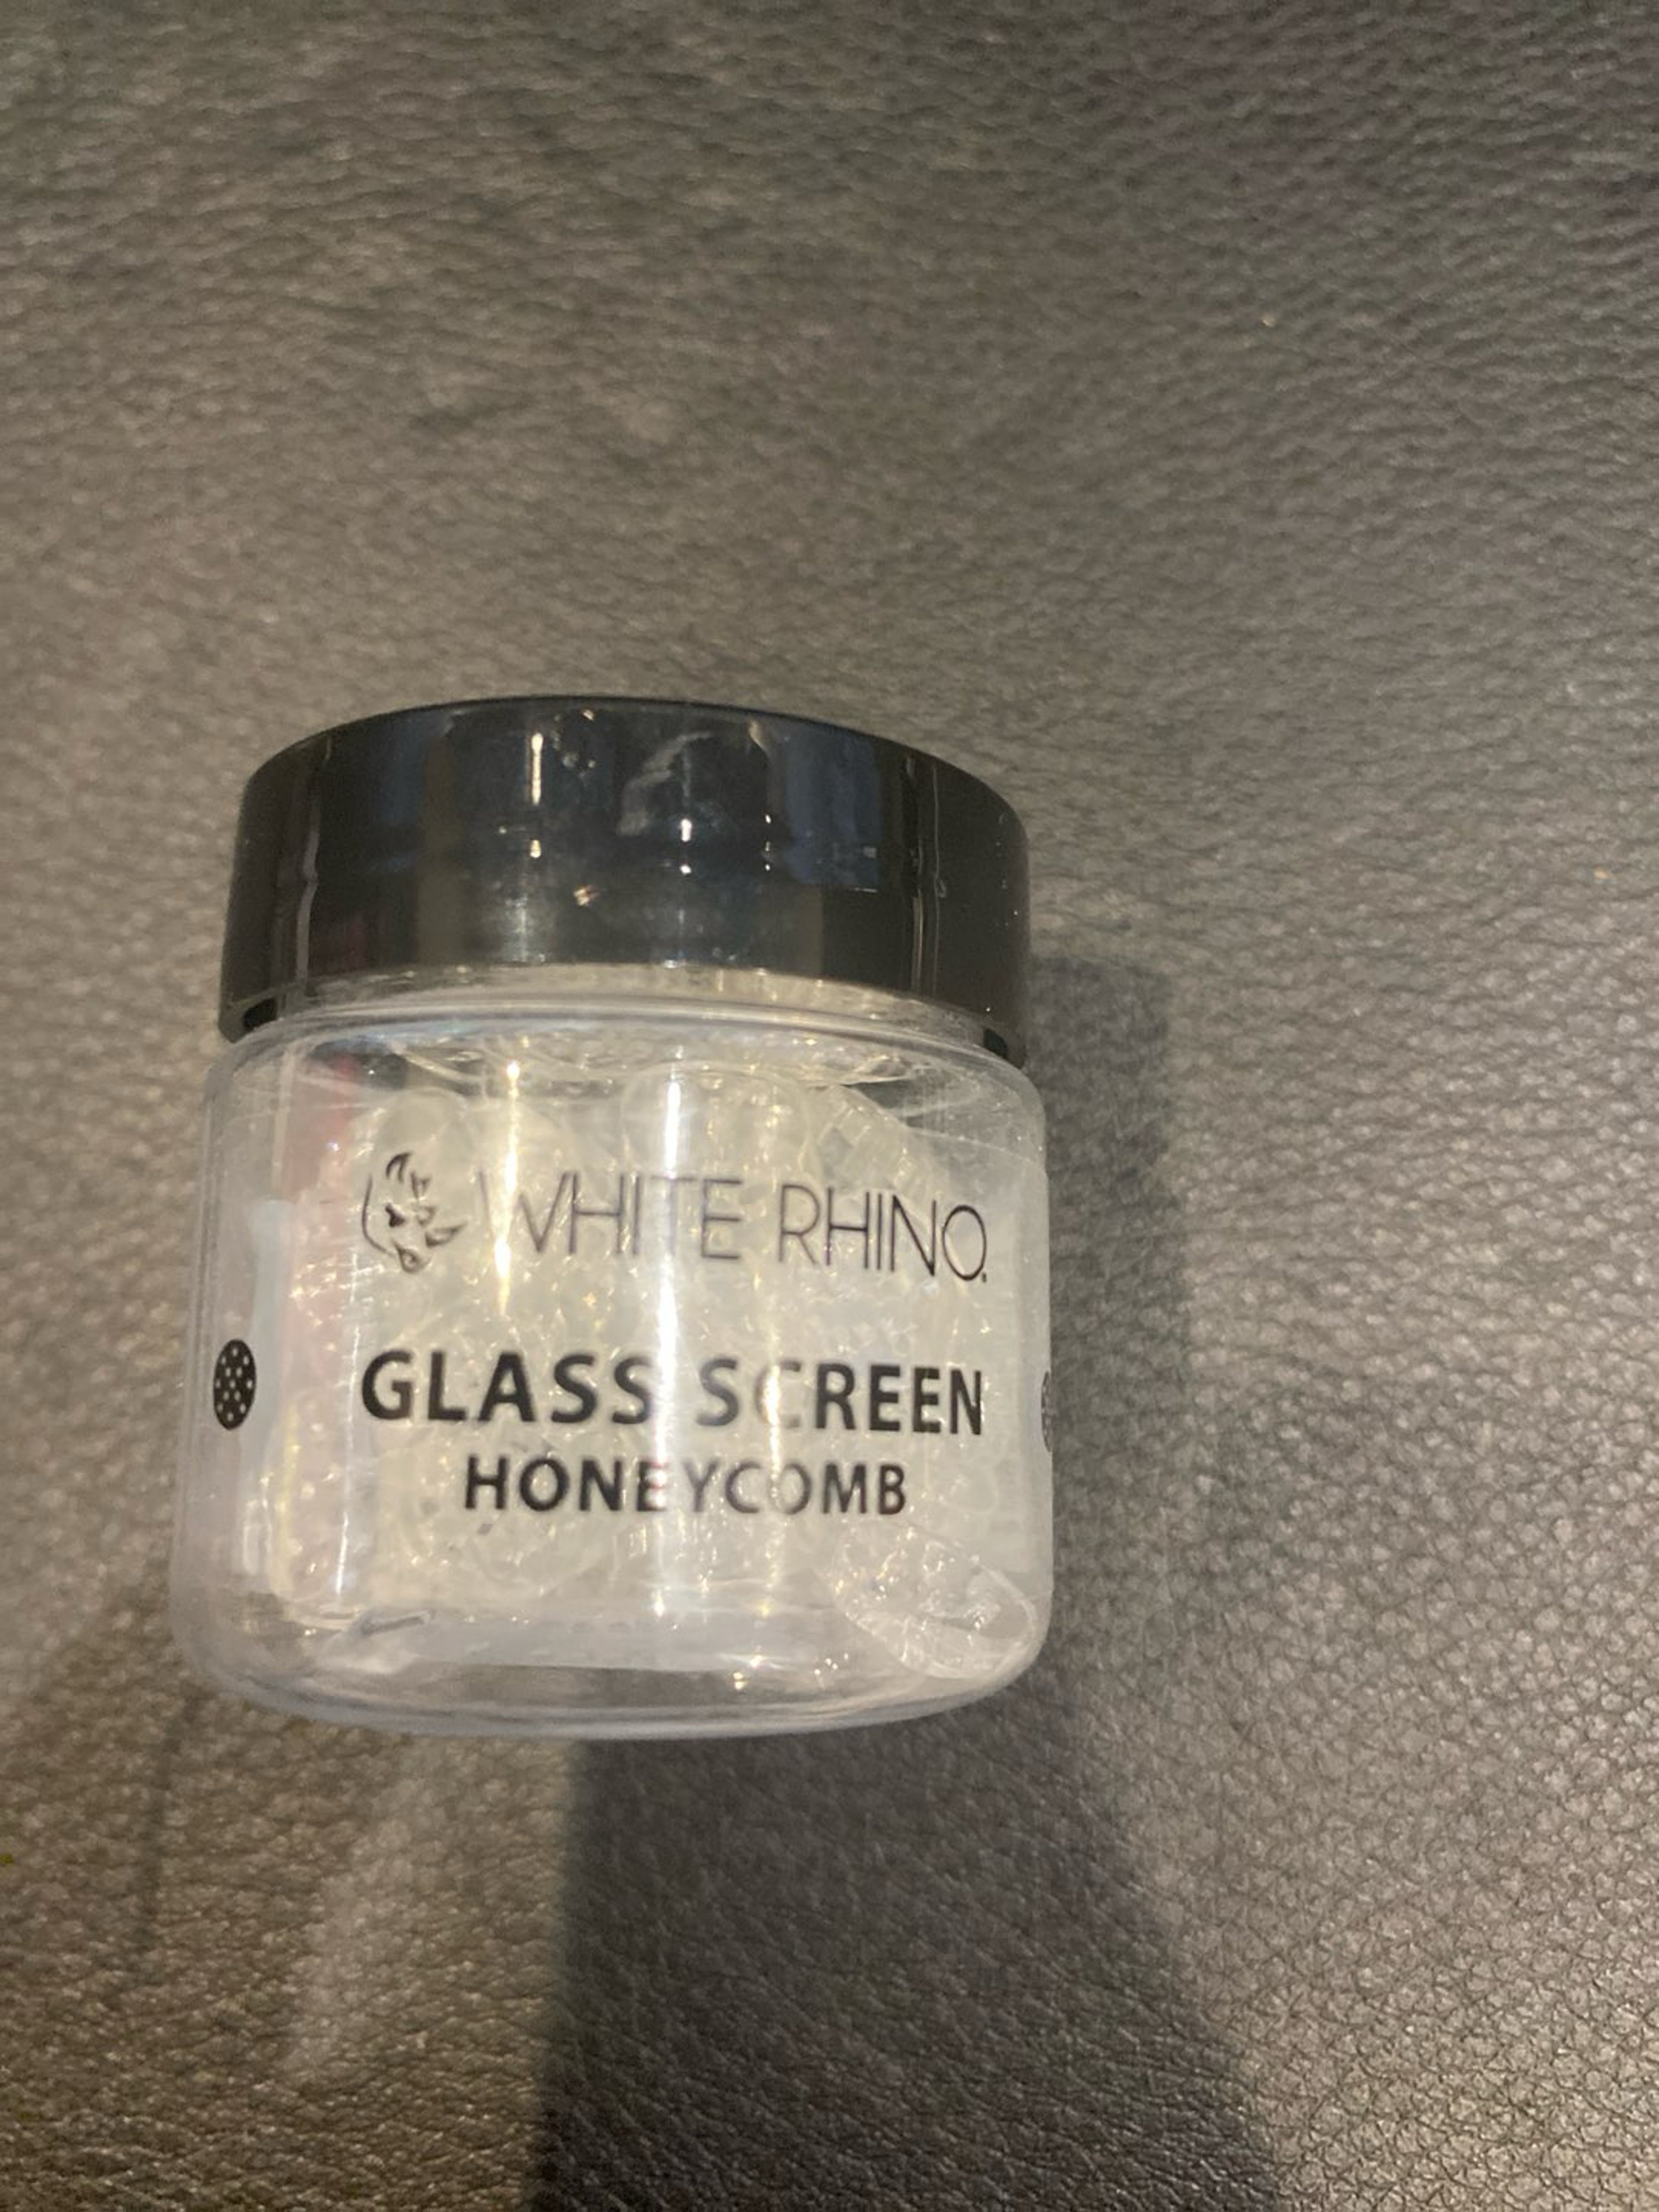 WHITE RHINO.
GLASS SCREEN
HONEYCOMB